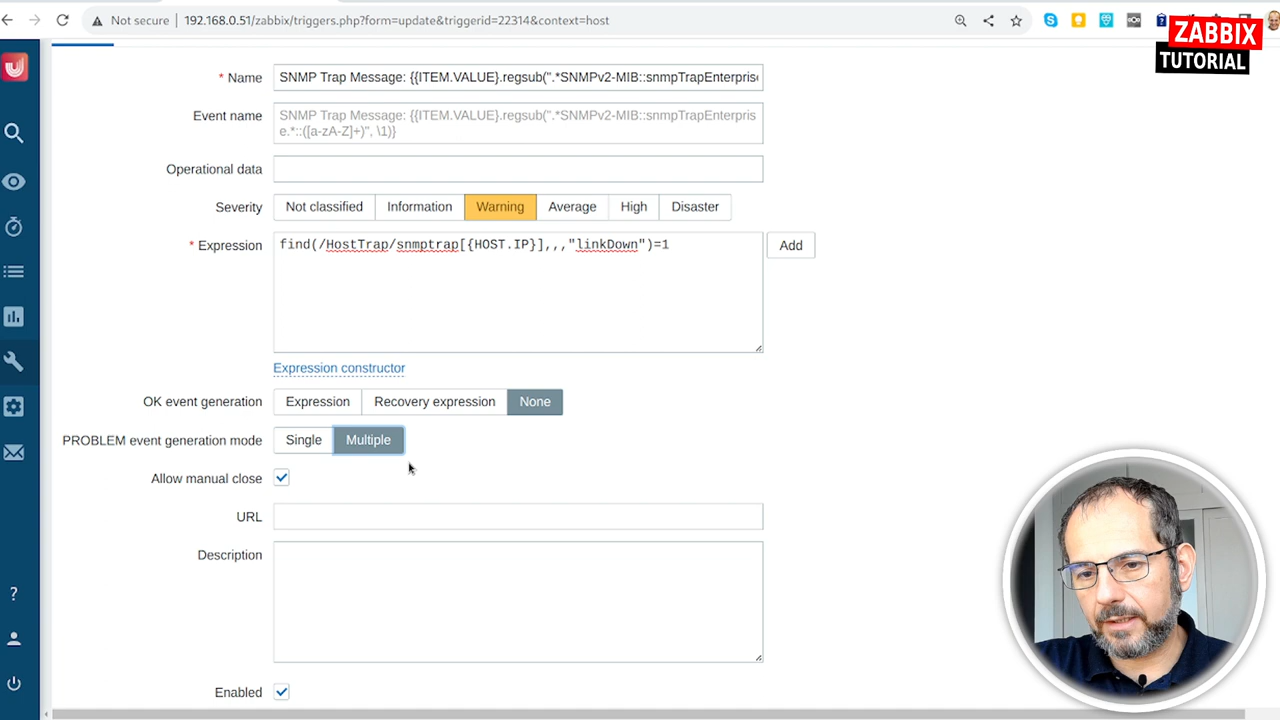 Not secure | 192.168.0.51/zabbix/triggers.php?form=update&triggerid=22314&context=host
ZABBIX
TUTORIAL
* Name SNMP Trap Message: {{ITEM.VALUE}.regsub(".*SNMPv2-MIB::snmpTrapEnterprise
Event name SNMP Trap Message: {{ITEM.VALUE}.regsub(".*SNMPv2-MIB::snmpTrapEnterpris
e.*::([a-zA-Z]+)", \1)}
Operational data
Severity Not classified Information Warning Average High Disaster
* Expression find(/HostTrap/snmptrap[{HOST.IP}],,,"linkDown")=1 Add
Expression constructor
OK event generation Expression Recovery expression None
PROBLEM event generation mode Single Multiple
Allow manual close
URL
Description
?
Enabled